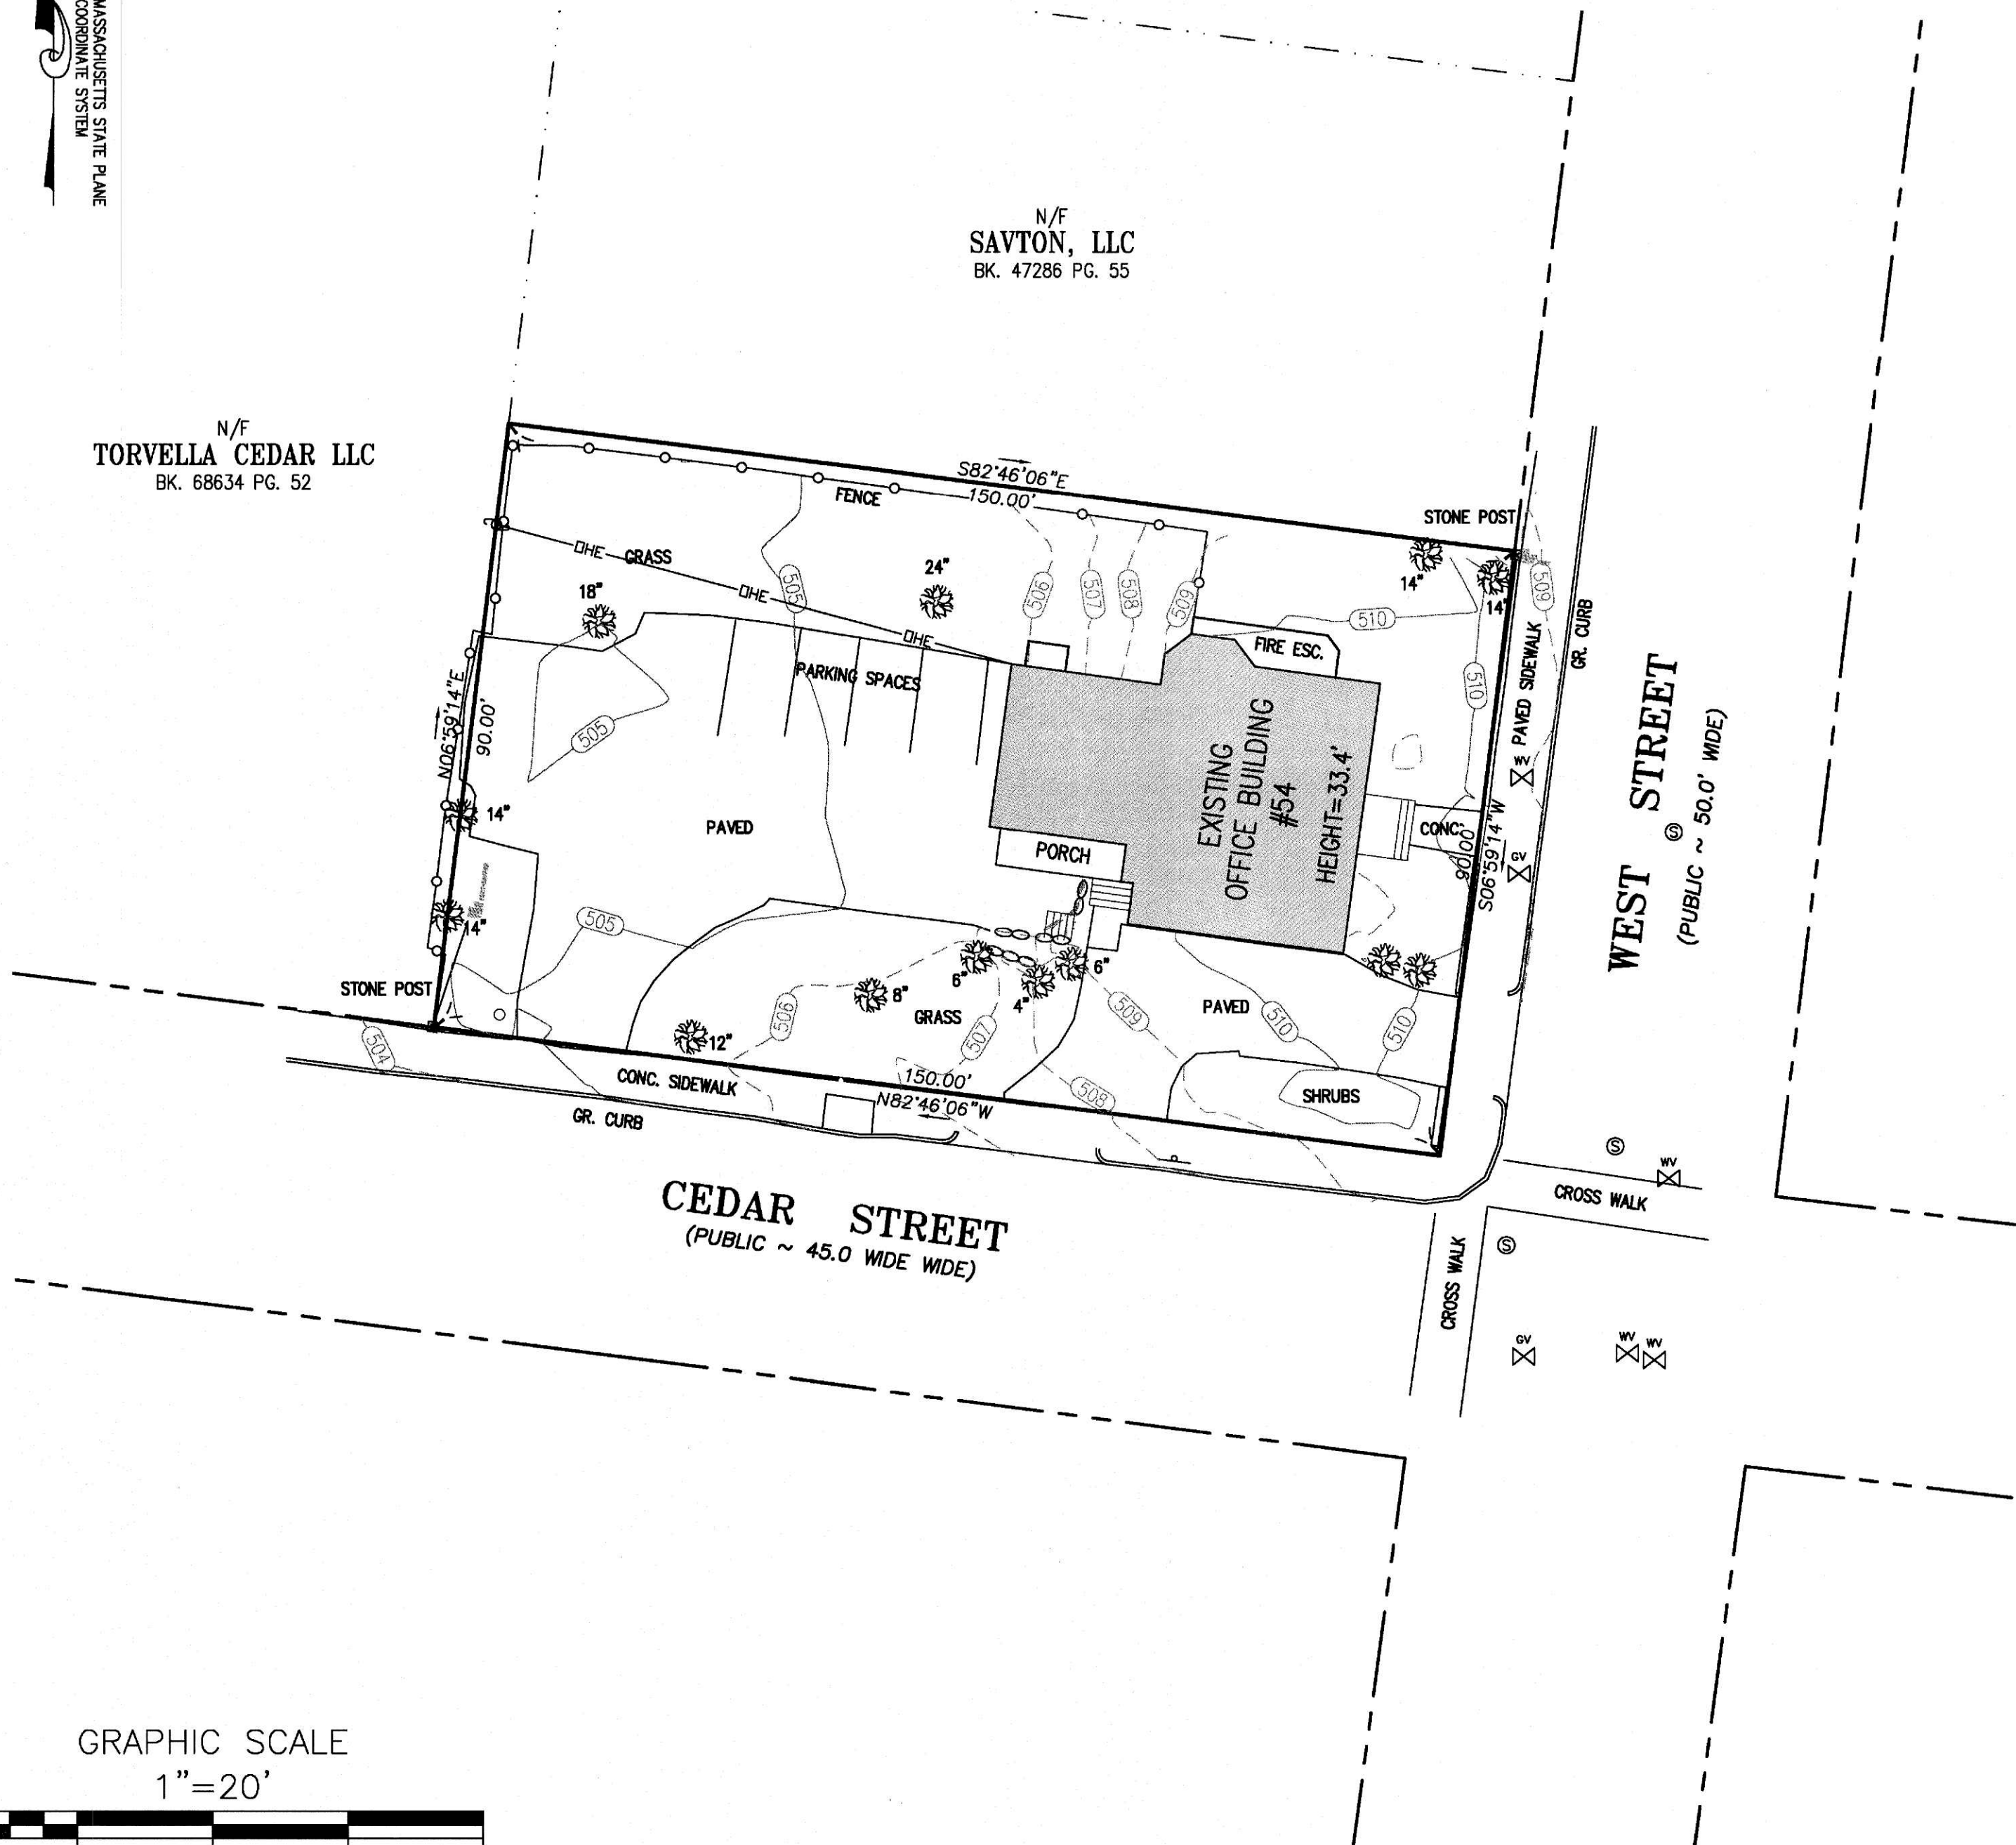 MASSACHUSETTS STATE PLANE
COORDINATE SYSTEM
N/F
SAVTON, LLC
BK. 47286 PG. 55
N/F
TORVELLA CEDAR LLC
BK. 68634 PG. 52
S82°46'06"E
150.00'
FENCE
STONE POST
OHE
GRASS
OHE
OHE
18"
24"
14"
14"
505
506
507
508
509
510
509
FIRE ESC.
PARKING SPACES
510
PAVED SIDEWALK
GR. CURB
N06°59'14"E
90.00'
505
EXISTING
OFFICE BUILDING
#54
HEIGHT=33.4'
WV
GV
CONC.
90.00'
S06°59'14"W
WEST STREET
(PUBLIC ~ 50.0' WIDE)
S
14"
PAVED
PORCH
14"
505
STONE POST
504
6"
6"
4"
8"
12"
GRASS
506
507
509
PAVED
510
510
508
SHRUBS
CONC. SIDEWALK
150.00'
N82°46'06"W
GR. CURB
CEDAR STREET
(PUBLIC ~ 45.0 WIDE WIDE)
S
WV
CROSS WALK
S
CROSS WALK
GV
WV
WV
GRAPHIC SCALE
1"=20'